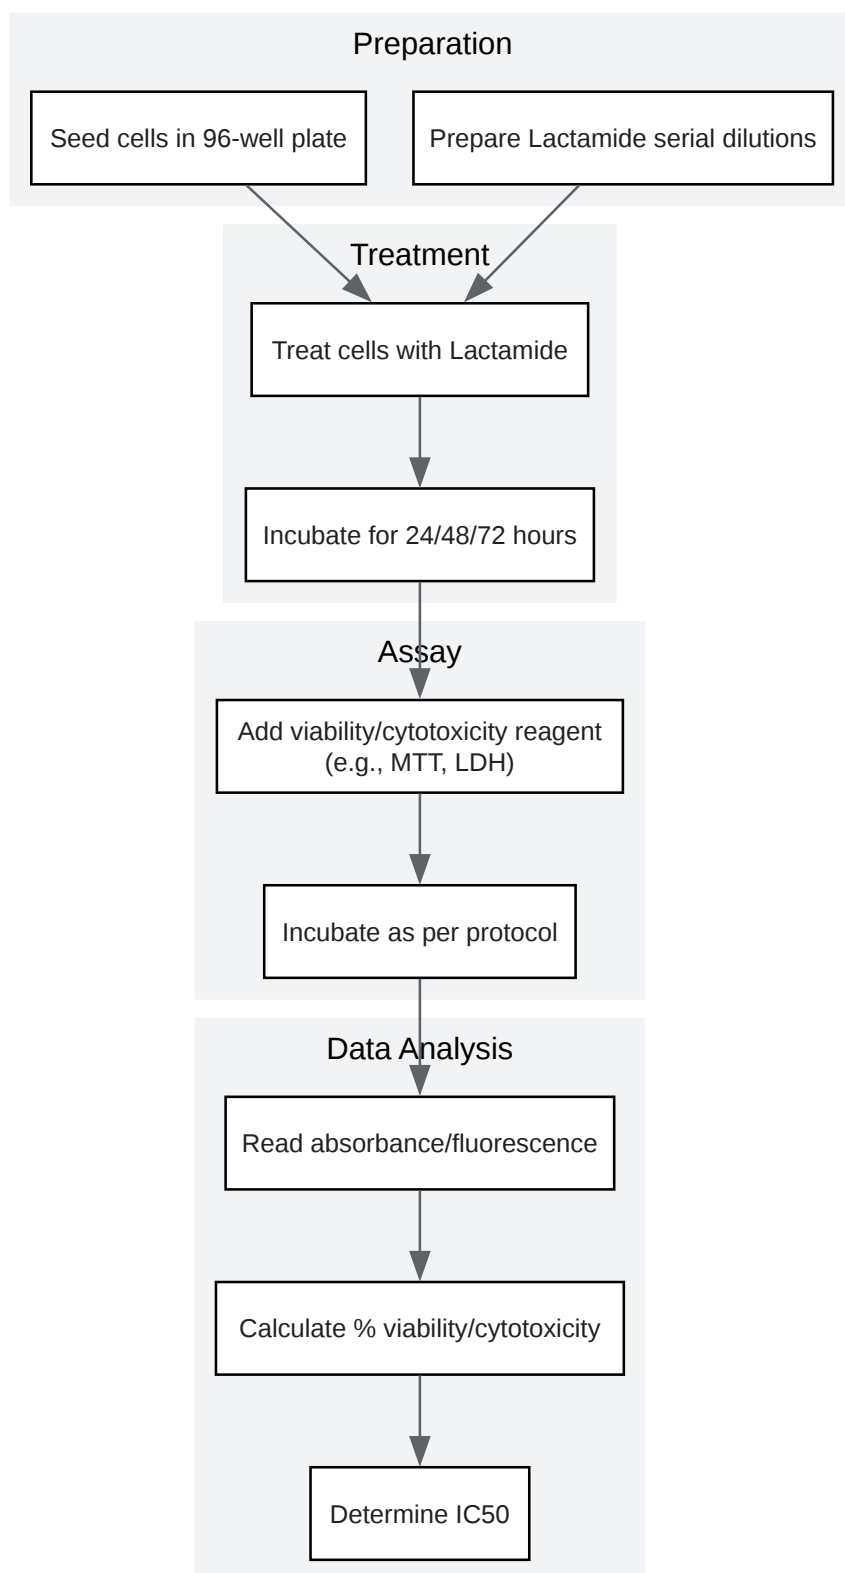 Preparation
Seed cells in 96-well plate
Prepare Lactamide serial dilutions
Treatment
Treat cells with Lactamide
Incubate for 24/48/72 hours
Assay
Add viability/cytotoxicity reagent
(e.g., MTT, LDH)
Incubate as per protocol
Data Analysis
Read absorbance/fluorescence
Calculate % viability/cytotoxicity
Determine IC50